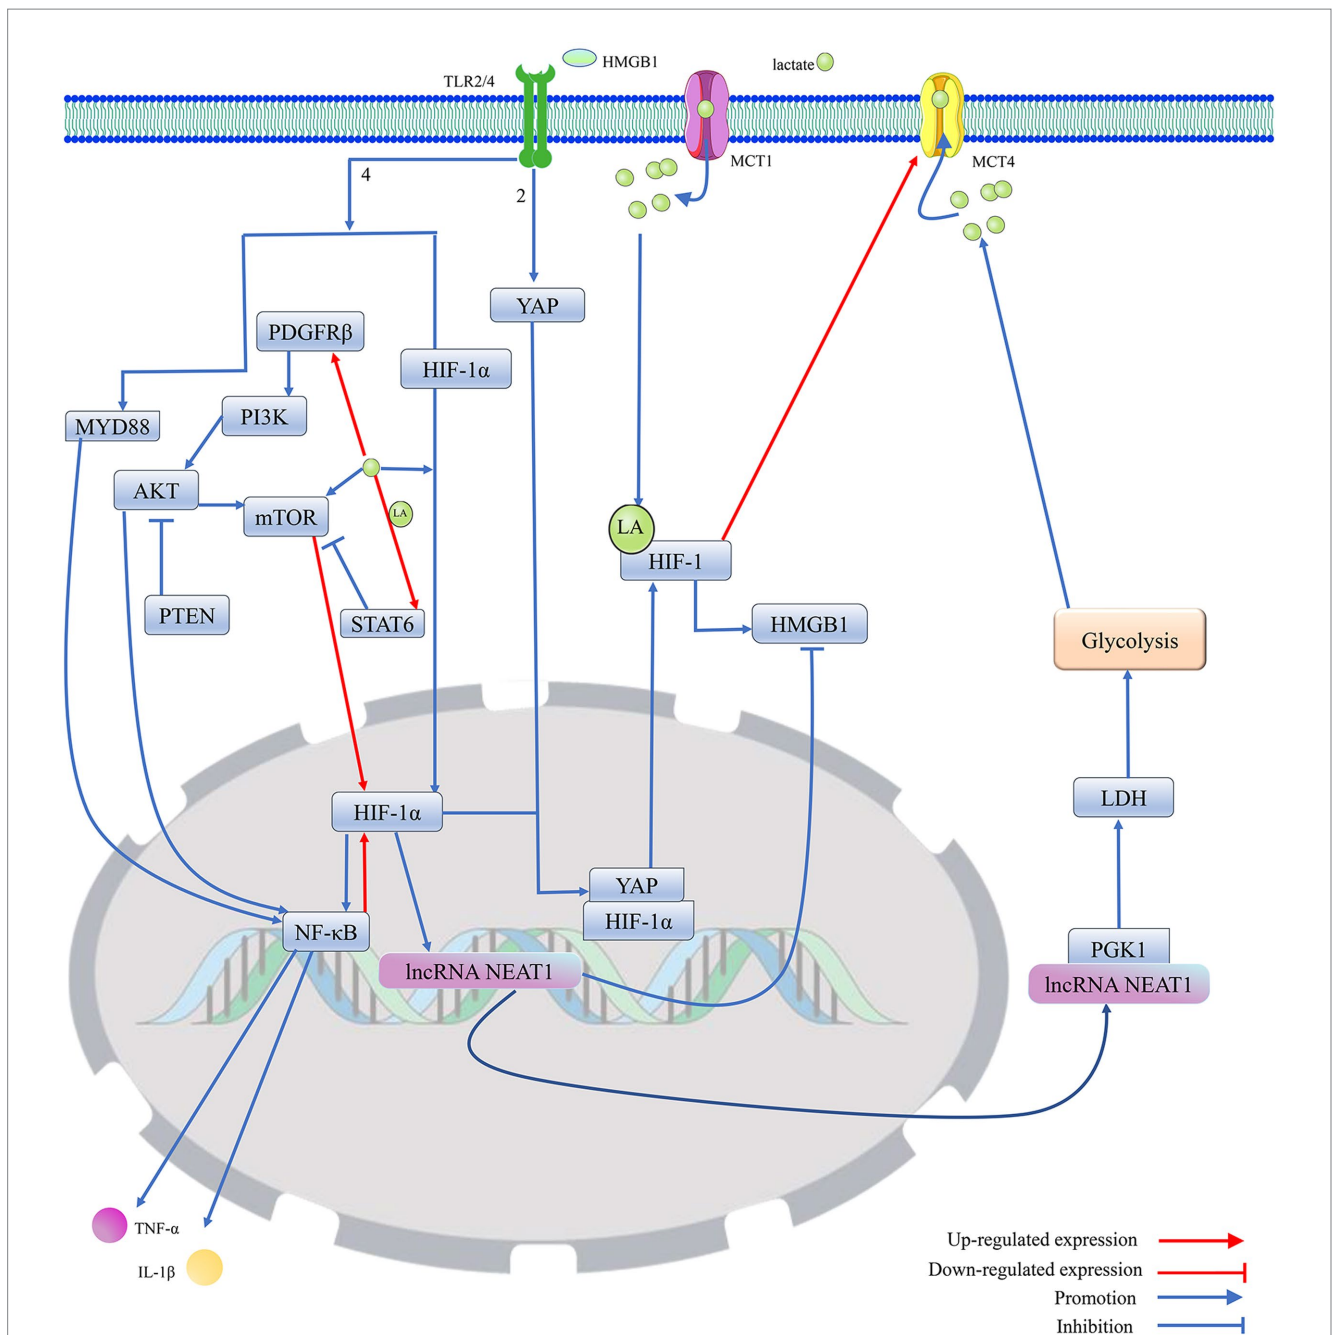 HMGB1
lactate
TLR2/4
MCT1
MCT4
4
2
YAP
PDGFRβ
HIF-1α
PI3K
MYD88
AKT
mTOR
LA
LA
HIF-1
PTEN
STAT6
HMGB1
Glycolysis
LDH
HIF-1α
YAP
HIF-1α
NF-κB
PGK1
lncRNA NEAT1
lncRNA NEAT1
TNF-α
IL-1β
Up-regulated expression
Down-regulated expression
Promotion
Inhibition